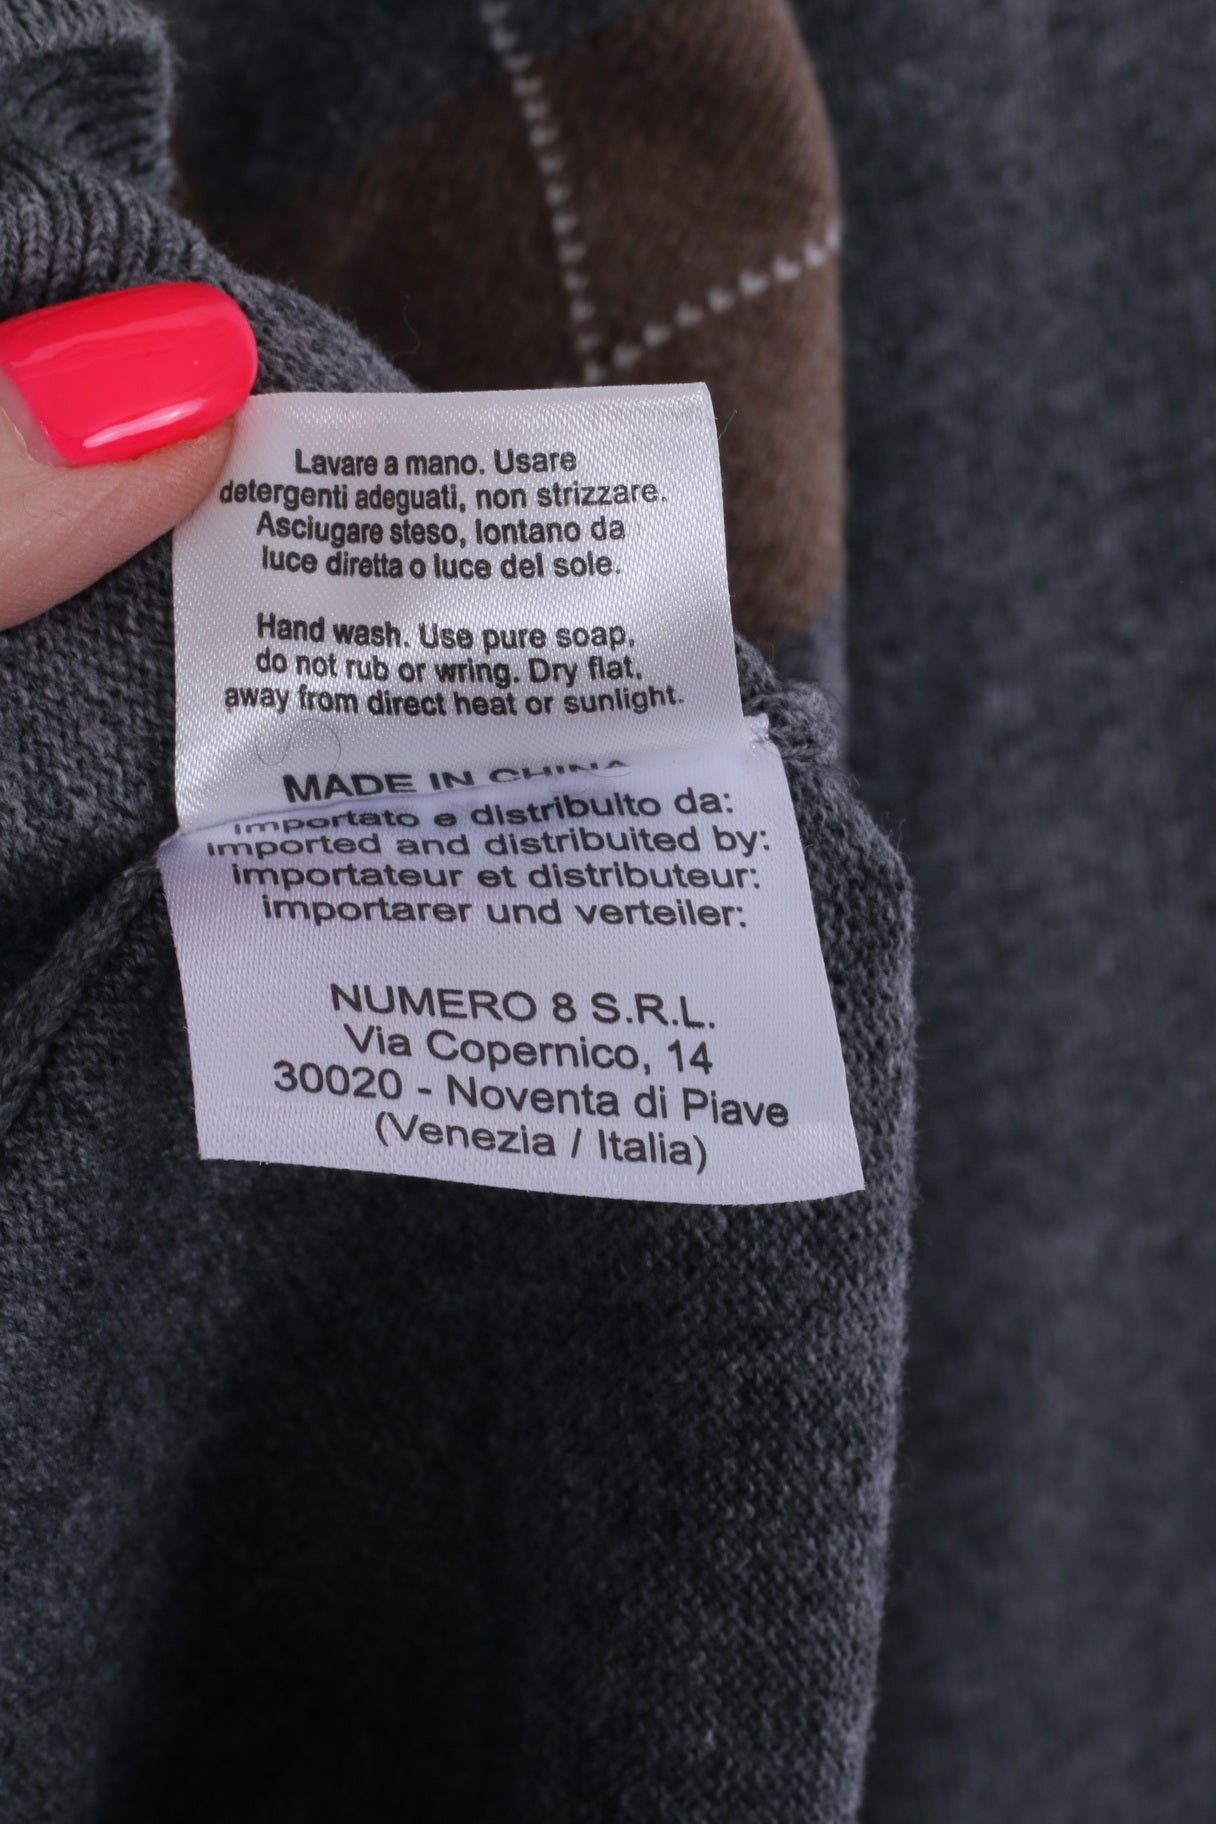 Lavare a mano. Usare
detergenti adeguati, non strizzare.
Asciugare steso, lontano da
luce diretta o luce del sole.
Hand wash. Use pure soap,
do not rub or wring. Dry flat,
away from direct heat or sunlight.
MADE IN CHINA
Importato e distribuito da:
Imported and distribuited by:
importateur et distributeur:
importarer und verteiler:
NUMERO 8 S.R.L.
Via Copernico, 14
30020 - Noventa di Piave
(Venezia / Italia)